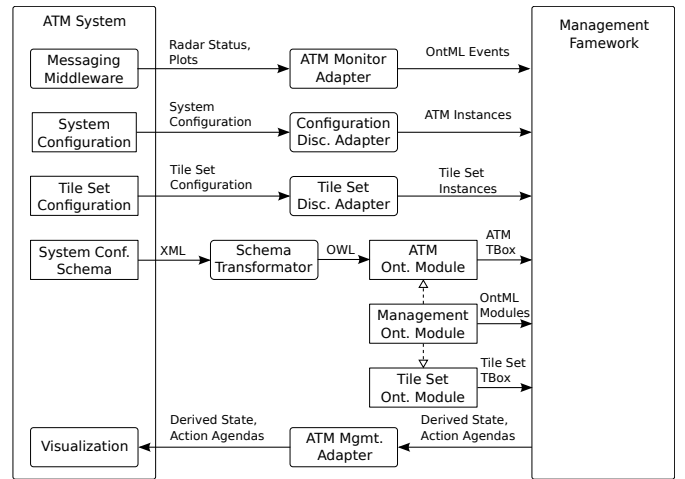 ATM System
Management
Famework
Messaging
Middleware
Radar Status,
Plots
ATM Monitor
Adapter
OntML Events
System
Configuration
System
Configuration
Configuration
Disc. Adapter
ATM Instances
Tile Set
Configuration
Tile Set
Configuration
Tile Set
Disc. Adapter
Tile Set
Instances
System Conf.
Schema
XML
Schema
Transformator
OWL
ATM
Ont. Module
ATM
TBox
Management
Ont. Module
OntML
Modules
Tile Set
Ont. Module
Tile Set
TBox
Visualization
Derived State,
Action Agendas
ATM Mgmt.
Adapter
Derived State,
Action Agendas